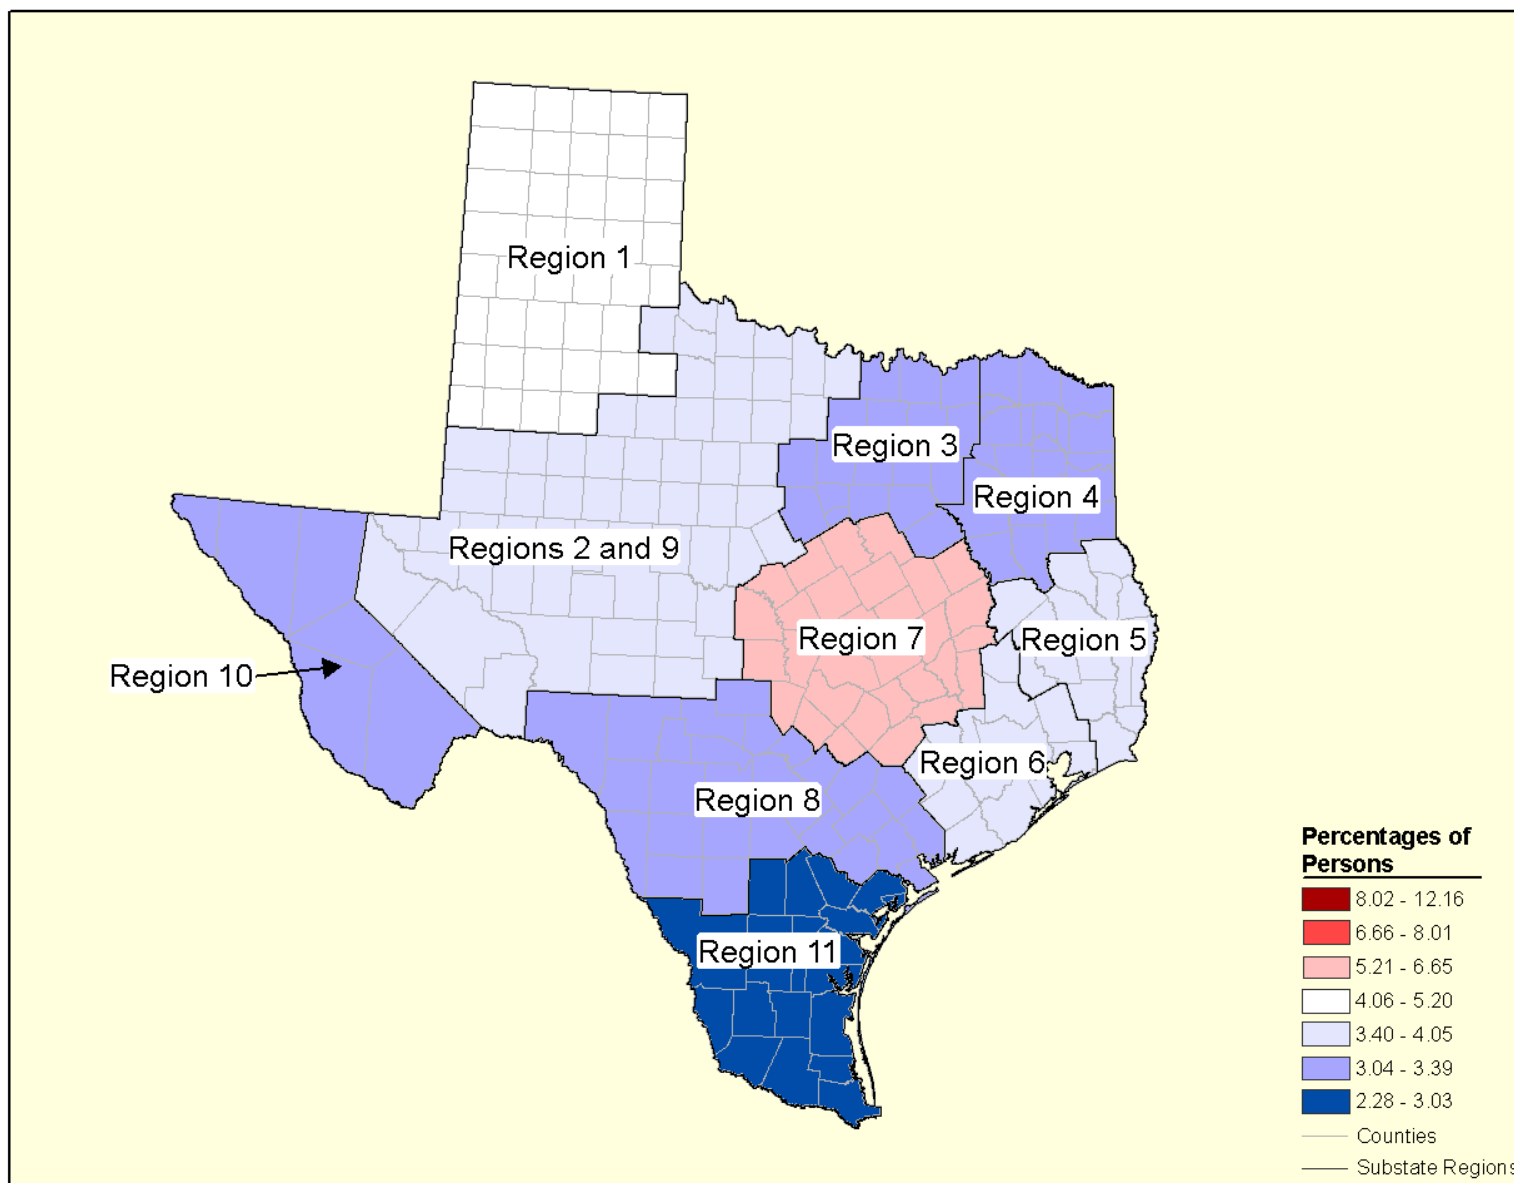 Region 1
Region 3
Region 4
Regions 2 and 9
Region 7
Region 5
Region 10
Region 6
Region 8
Region 11
Percentages of
Persons
8.02 - 12.16
6.66 - 8.01
5.21 - 6.65
4.06 - 5.20
3.40 - 4.05
3.04 - 3.39
2.28 - 3.03
Counties
Substate Regions